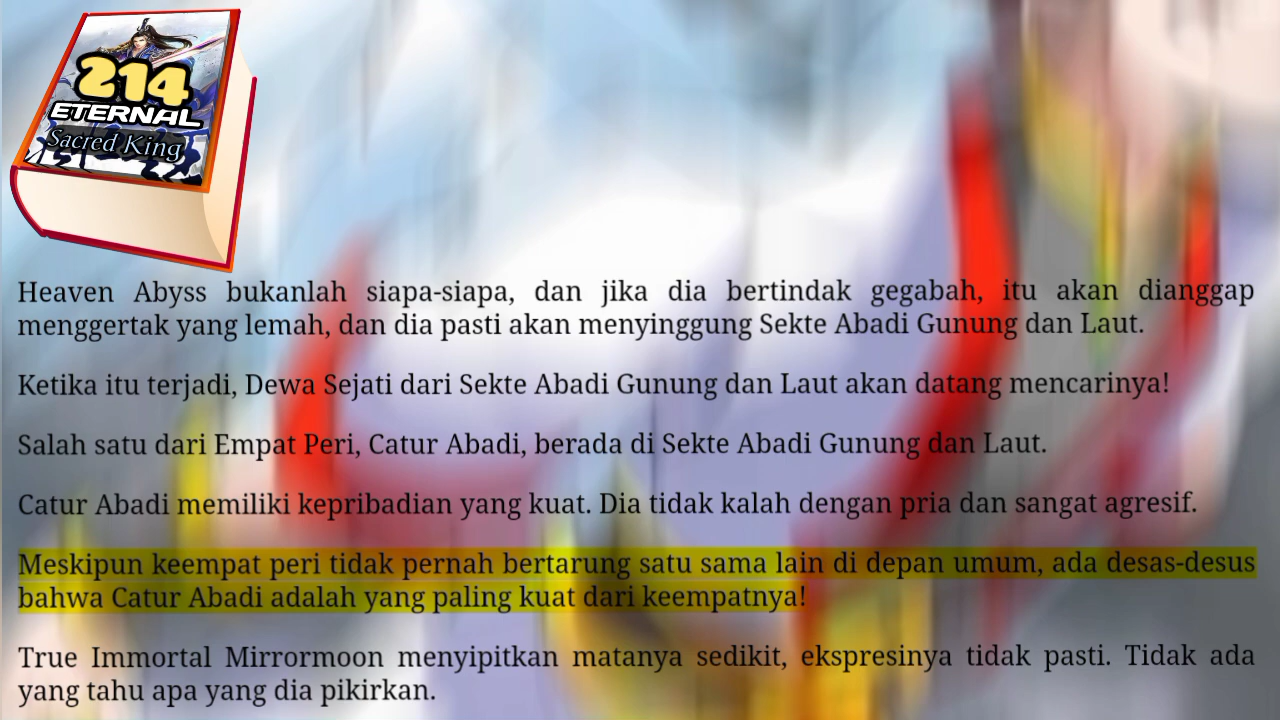 214
ETERNAL
Sacred King
Heaven Abyss bukanlah siapa-siapa, dan jika dia bertindak gegabah, itu akan dianggap
menggertak yang lemah, dan dia pasti akan menyinggung Sekte Abadi Gunung dan Laut.
Ketika itu terjadi, Dewa Sejati dari Sekte Abadi Gunung dan Laut akan datang mencarinya!
Salah satu dari Empat Peri, Catur Abadi, berada di Sekte Abadi Gunung dan Laut.
Catur Abadi memiliki kepribadian yang kuat. Dia tidak kalah dengan pria dan sangat agresif.
Meskipun keempat peri tidak pernah bertarung satu sama lain di depan umum, ada desas-desus
bahwa Catur Abadi adalah yang paling kuat dari keempatnya!
True Immortal Mirrormoon menyipitkan matanya sedikit, ekspresinya tidak pasti. Tidak ada
yang tahu apa yang dia pikirkan.